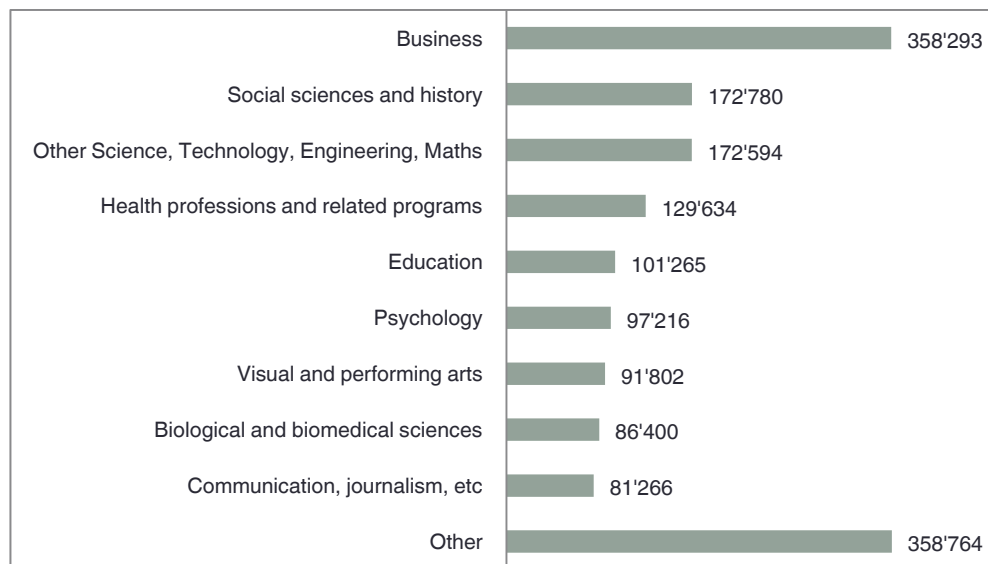 Business 358'293
Social sciences and history 172'780
Other Science, Technology, Engineering, Maths 172'594
Health professions and related programs 129'634
Education 101'265
Psychology 97'216
Visual and performing arts 91'802
Biological and biomedical sciences 86'400
Communication, journalism, etc 81'266
Other 358'764